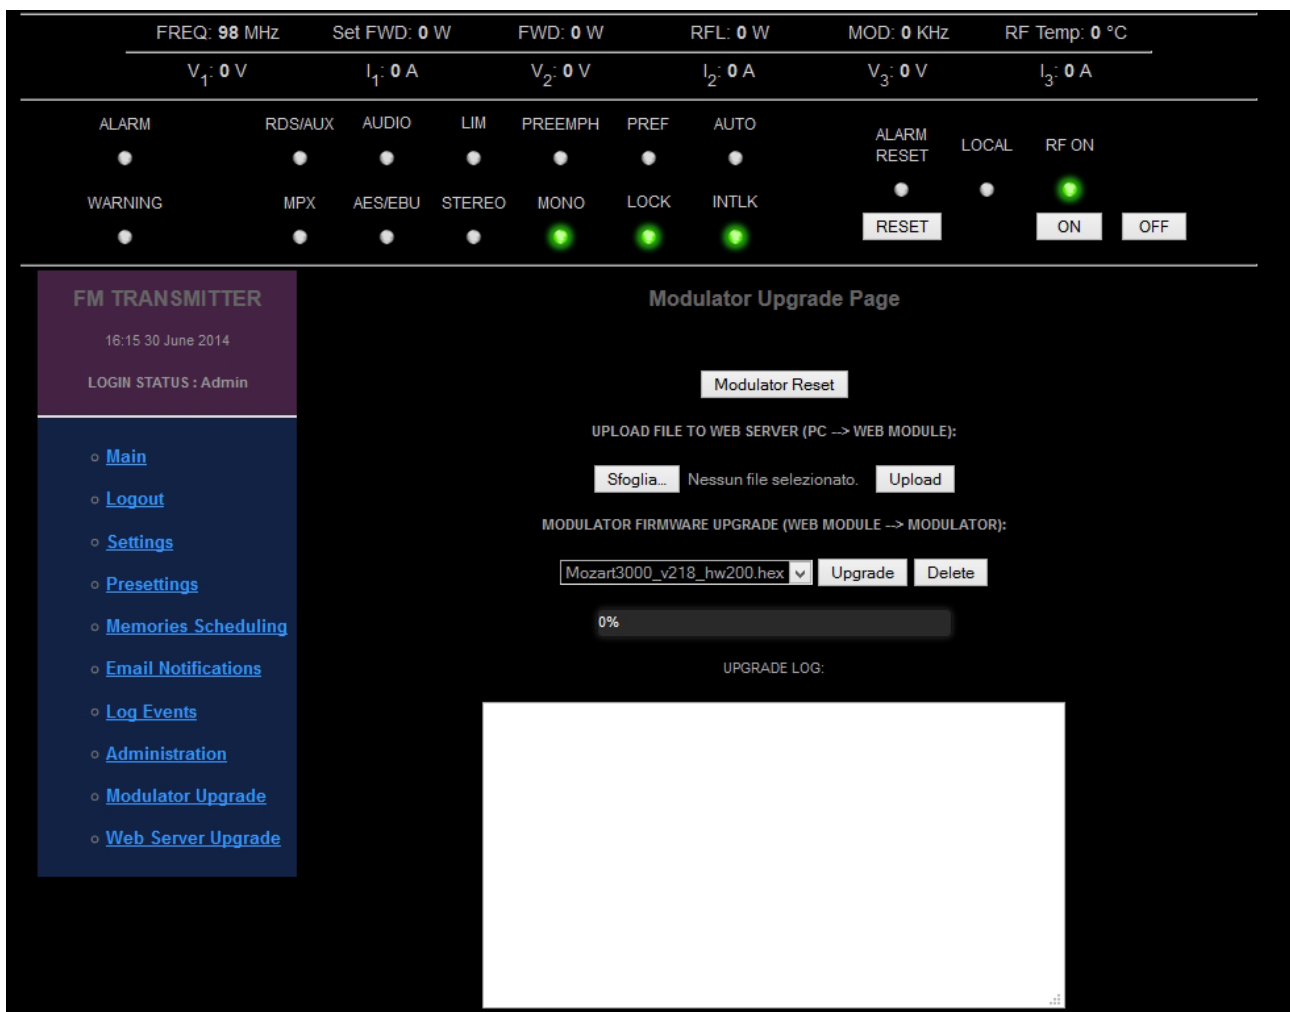 FREQ: 98 MHz Set FWD: 0 W FWD: 0 W RFL: 0 W MOD: 0 KHz RF Temp: 0 °C
V1: 0 V I1: 0 A V2: 0 V I2: 0 A V3: 0 V I3: 0 A
ALARM RDS/AUX AUDIO LIM PREEMPH PREF AUTO
ALARM RESET LOCAL RF ON
WARNING MPX AES/EBU STEREO MONO LOCK INTLK
RESET ON OFF
FM TRANSMITTER
16:15 30 June 2014
LOGIN STATUS : Admin
Main
Logout
Settings
Presettings
Memories Scheduling
Email Notifications
Log Events
Administration
Modulator Upgrade
Web Server Upgrade
Modulator Upgrade Page
Modulator Reset
UPLOAD FILE TO WEB SERVER (PC --> WEB MODULE):
Sfoglia... Nessun file selezionato. Upload
MODULATOR FIRMWARE UPGRADE (WEB MODULE --> MODULATOR):
Mozart3000_v218_hw200.hex Upgrade Delete
0%
UPGRADE LOG: